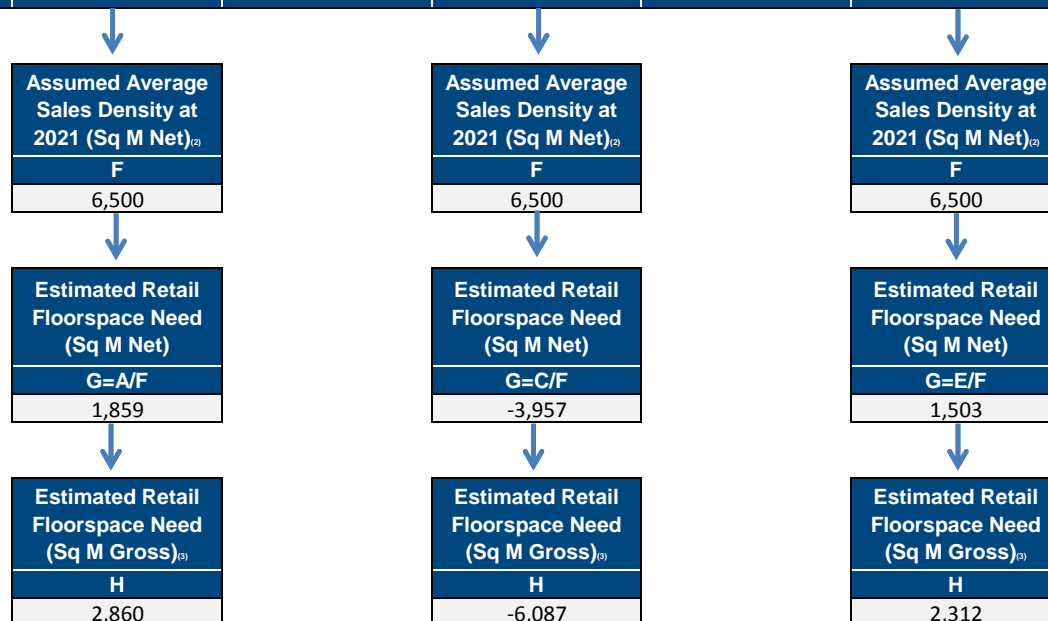 Assumed Average
Sales Density at
2021 (Sq M Net)(2)
F
6,500
Estimated Retail
Floorspace Need
(Sq M Net)
G=A/F
1,859
Estimated Retail
Floorspace Need
(Sq M Gross)(3)
H
2,860
Assumed Average
Sales Density at
2021 (Sq M Net)(2)
F
6,500
Estimated Retail
Floorspace Need
(Sq M Net)
G=C/F
-3,957
Estimated Retail
Floorspace Need
(Sq M Gross)(3)
H
-6,087
Assumed Average
Sales Density at
2021 (Sq M Net)(2)
F
6,500
Estimated Retail
Floorspace Need
(Sq M Net)
G=E/F
1,503
Estimated Retail
Floorspace Need
(Sq M Gross)(3)
H
2,312